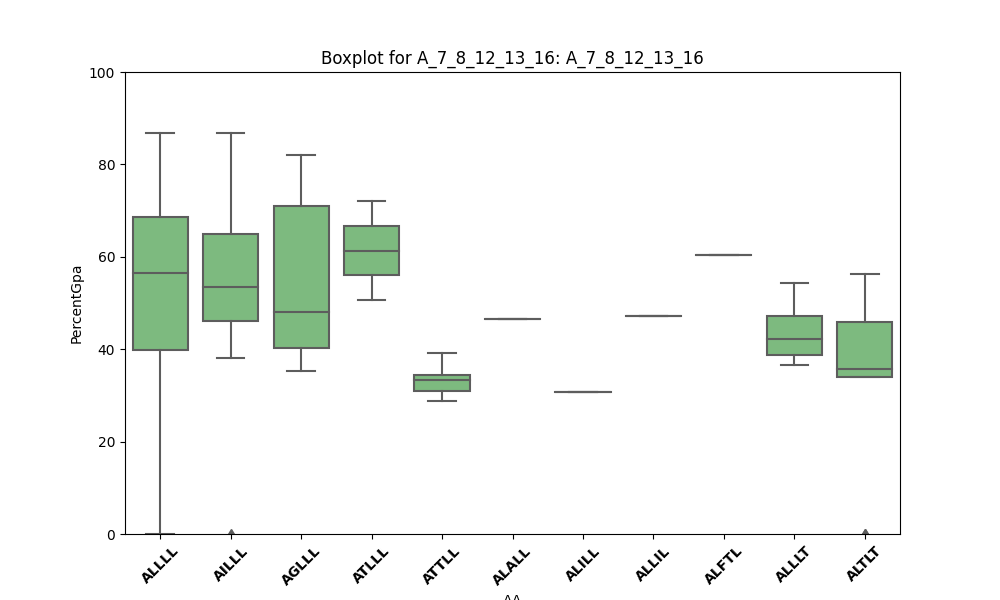 Boxplot for A_7_8_12_13_16: A_7_8_12_13_16
PercentGpa
100
80
60
40
20
0
ALLLL
AILLL
AGLLL
ATLLL
ATTLL
ALALL
ALILL
ALLIL
ALFTL
ALLLT
ALTLT
AA